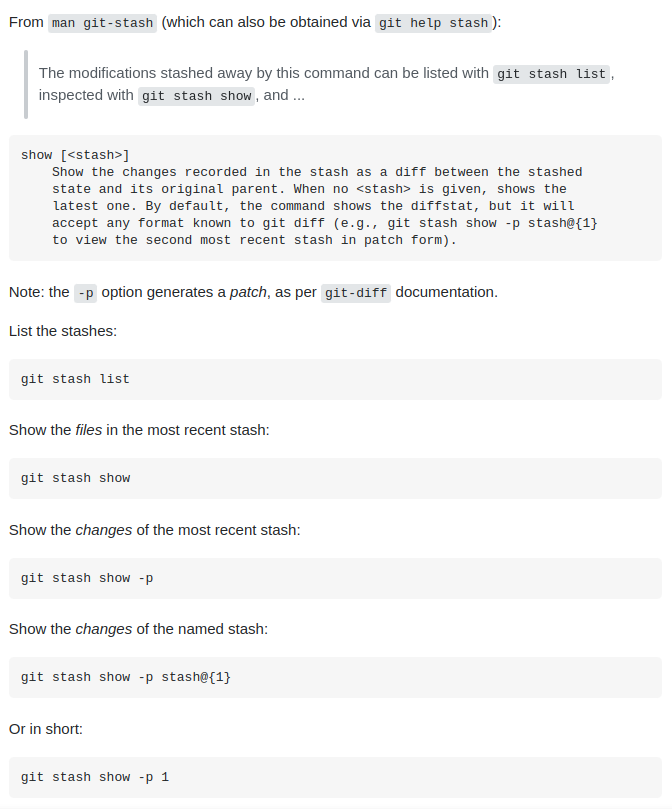 From man git-stash (which can also be obtained via git help stash):
The modifications stashed away by this command can be listed with git stash list,
inspected with git stash show, and ...
show [<stash>]
    Show the changes recorded in the stash as a diff between the stashed
    state and its original parent. When no <stash> is given, shows the
    latest one. By default, the command shows the diffstat, but it will
    accept any format known to git diff (e.g., git stash show -p stash@{1}
    to view the second most recent stash in patch form).
Note: the -p option generates a patch, as per git-diff documentation.
List the stashes:
git stash list
Show the files in the most recent stash:
git stash show
Show the changes of the most recent stash:
git stash show -p
Show the changes of the named stash:
git stash show -p stash@{1}
Or in short:
git stash show -p 1